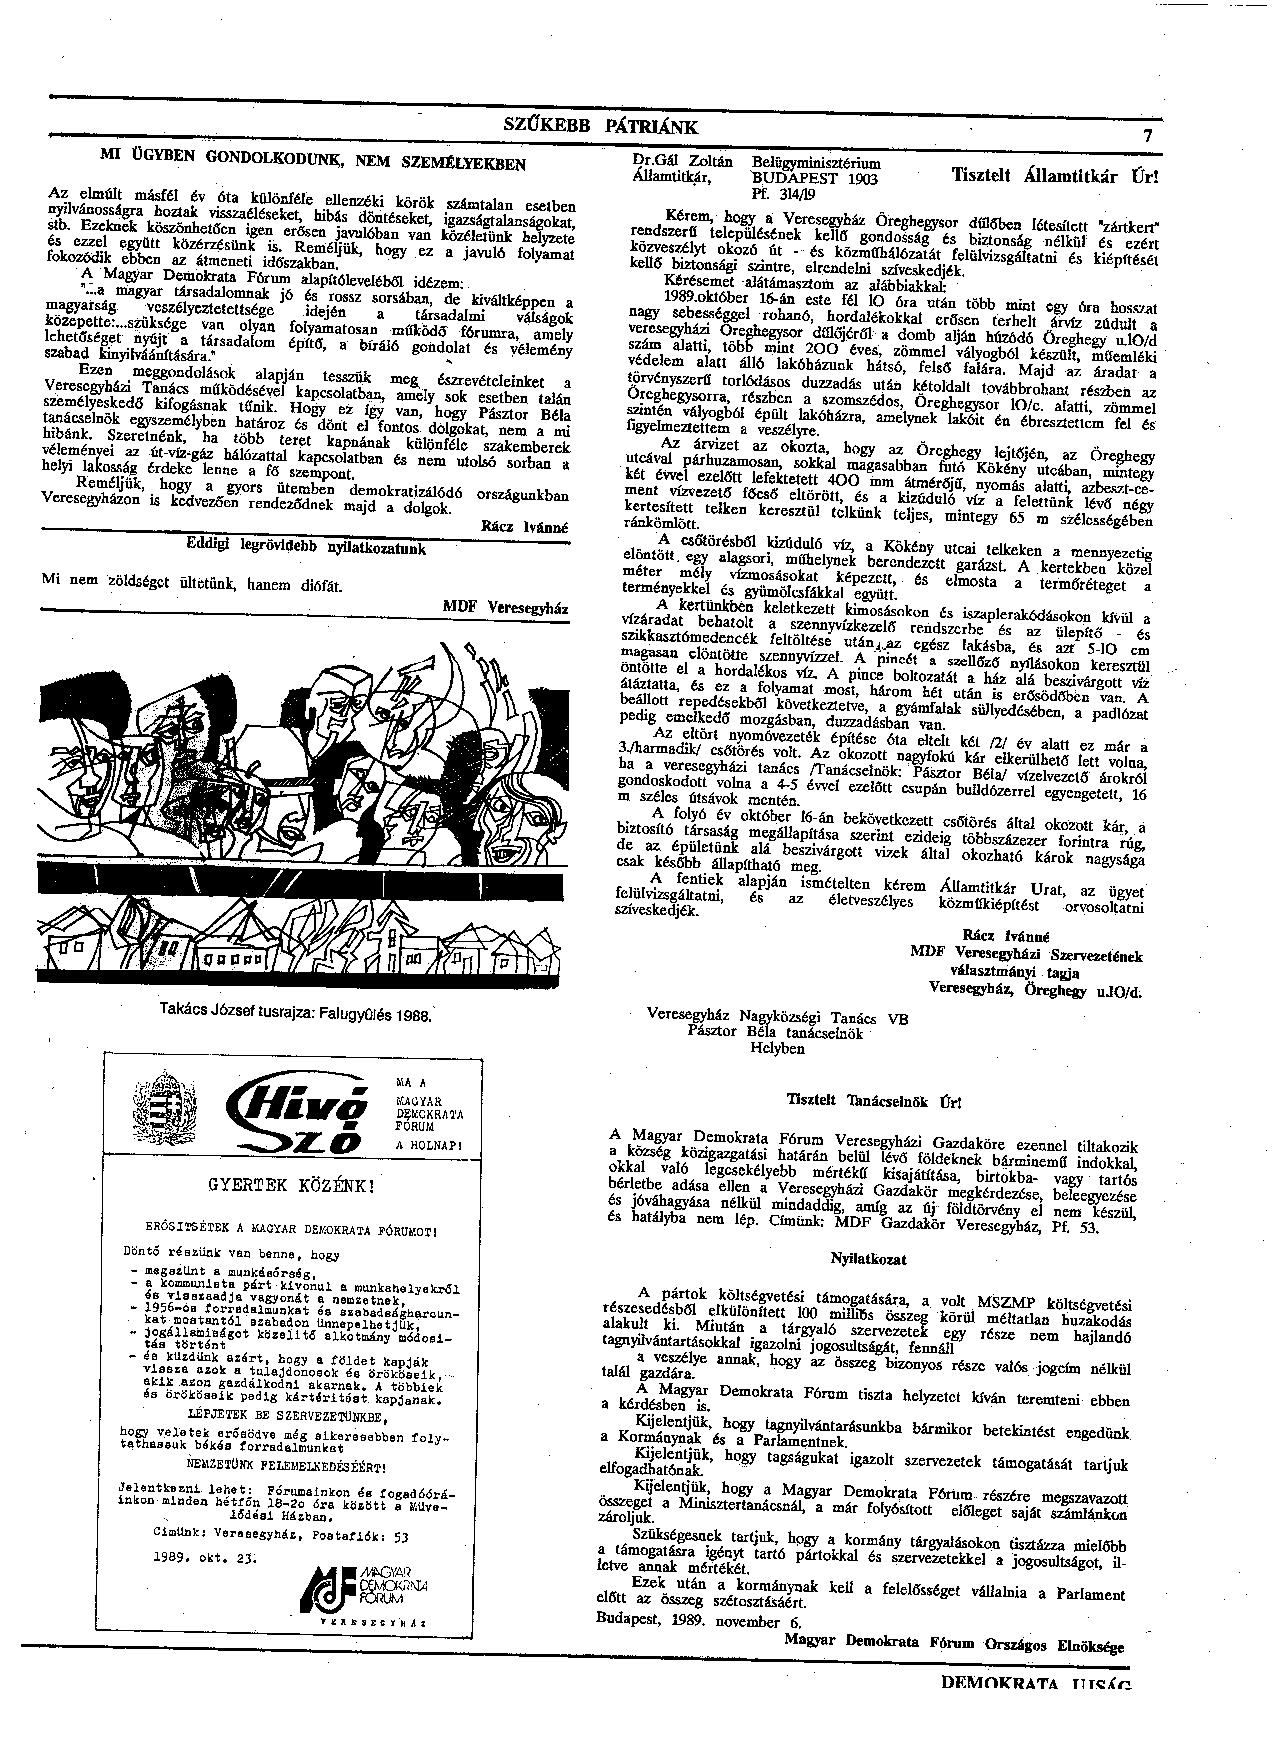 SZŰKEBB PÁTRIÁNK
7
MI ÜGYBEN GONDOLKODUNK, NEM SZEMÉLYEKBEN
Az elmúlt másfél év óta különféle ellenzéki körök számtalan esetben
nyilvánosságra hoztak visszaéléseket, hibás döntéseket, igazságtalanságokat,
stb. Ezeknek köszönhetően igen erősen javulóban van közéletünk helyzete
és ezzel együtt közérzésünk is. Reméljük, hogy ez a javuló folyamat
fokozódik ebben az átmeneti időszakban.
A Magyar Demokrata Fórum alapítóleveléből idézem:
"...a magyar társadalomnak jó és rossz sorsában, de kiváltképpen a
magyarság veszélyeztetettsége idején a társadalmi válságok
közepette:...szüksége van olyan folyamatosan működő fórumra, amely
lehetőséget nyújt a társadalom építő, a bíráló gondolat és vélemény
szabad kinyilváánítására."
Ezen meggondolások alapján tesszük meg észrevételeinket a
Veresegyházi Tanács működésével kapcsolatban, amely sok esetben talán
személyeskedő kifogásnak tűnik. Hogy ez így van, hogy Pásztor Béla
tanácselnök egyszemélyben határoz és dönt el fontos dolgokat, nem a mi
hibánk. Szeretnénk, ha több teret kapnának különféle szakemberek
véleményei az út-víz-gáz hálózattal kapcsolatban és nem utolsó sorban a
helyi lakosság érdeke lenne a fő szempont.
Reméljük, hogy a gyors ütemben demokratizálódó országunkban
Veresegyházon is kedvezően rendeződnek majd a dolgok.
Rácz Ivánné
Eddigi legrövidebb nyilatkozatunk
Mi nem zöldséget ültetünk, hanem diófát.
MDF Veresegyház
Takács József tusrajza: Falugyűlés 1988.
Hívó
Szó
MA A
MAGYAR
DEMOKRATA
FÓRUM
A HOLNAP!
GYERTEK KÖZÉNK!
ERŐSITSÉTEK A MAGYAR DEMOKRATA FÓRUMOT!
Döntő részünk van benne, hogy
- megszünt a munkásőrség,
- a kommunista párt kivonul a munkahelyekről
és visszaadja vagyonát a nemzetnek,
- 1956-os forradalmunkat és szabadságharcun-
kat mostantól szabadon ünnepelhetjük,
- jogállamiságot közelitő alkotmány módosi-
tás történt
- és küzdünk azért, hogy a földet kapják
vissza azok a tulajdonosok és örököseik,
akik azon gazdálkodni akarnak. A többiek
és örököseik pedig kártéritést kapjanak.
LÉPJETEK BE SZERVEZETÜNKBE,
hogy veletek erősödve még sikeresebben foly-
tathassuk békés forradalmunkat
NEMZETÜNK FELEMELKEDÉSÉÉRT!
Jelentkezni lehet: Fórumainkon és fogadóórá-
inkon minden hétfőn 18-20 óra között a Müve-
lődési Házban.
Cimünk: Veresegyház, Postafiók: 53
1989. okt. 23.
MAGYAR
DEMOKRATA
FÓRUM
VERESEGYHÁZ
Dr.Gál Zoltán Belügyminisztérium
Államtitkár, BUDAPEST 1903
Pf. 314/19
Tisztelt Államtitkár Úr!
Kérem, hogy a Veresegyház Öreghegysor dűlőben létesített "zártkert"
rendszerű településének kellő gondosság és biztonság nélkül és ezért
közveszélyt okozó út - és közműhálózatát felülvizsgáltatni és kiépítését
kellő biztonsági szintre, elrendelni szíveskedjék.
Kérésemet alátámasztom az alábbiakkal:
1989.október 16-án este fél 10 óra után több mint egy óra hosszat
nagy sebességgel rohanó, hordalékokkal erősen terhelt árvíz zúdult a
veresegyházi Öreghegysor dűlőjéről a domb alján húzódó Öreghegy u.10/d
szám alatti, több mint 200 éves, zömmel vályogból készült, műemléki
védelem alatt álló lakóházunk hátsó, felső falára. Majd az áradat a
törvényszerű torlódásos duzzadás után kétoldalt továbbrohant részben az
Öreghegysorra, részben a szomszédos, Öreghegysor 10/c. alatti, zömmel
szintén vályogból épült lakóházra, amelynek lakóit én ébresztettem fel és
figyelmeztettem a veszélyre.
Az árvizet az okozta, hogy az Öreghegy lejtőjén, az Öreghegy
utcával párhuzamosan, sokkal magasabban futó Kökény utcában, mintegy
két évvel ezelőtt lefektetett 400 mm átmérőjű, nyomás alatti, azbeszt-ce-
ment vízvezető főcső eltörött, és a kizúduló víz a felettünk lévő négy
kertesített telken keresztül telkünk teljes, mintegy 65 m szélességében
ránkömlött.
A csőtörésből kizúduló víz, a Kökény utcai telkeken a mennyezetig
elöntött egy alagsori, műhelynek berendezett garázst. A kertekben közel
méter mély vízmosásokat képezett, és elmosta a termőréteget a
terményekkel és gyümölcsfákkal együtt.
A kertünkben keletkezett kimosásokon és iszaplerakódásokon kívül a
vízáradat behatolt a szennyvízkezelő rendszerbe és az ülepítő - és
szikkasztómedencék feltöltése után az egész lakásba, és azt 5-10 cm
magasan elöntötte szennyvízzel. A pincét a szellőző nyílásokon keresztül
öntötte el a hordalékos víz. A pince boltozatát a ház alá beszivárgott víz
átáztatta, és ez a folyamat most, három hét után is erősödőben van. A
beállott repedésekből következtetve, a gyámfalak süllyedésében, a padlózat
pedig emelkedő mozgásban, duzzadásban van.
Az eltört nyomóvezeték építése óta eltelt két /2/ év alatt ez már a
3./harmadik/ csőtörés volt. Az okozott nagyfokú kár elkerülhető lett volna,
ha a veresegyházi tanács /Tanácselnök: Pásztor Béla/ vízelvezető árokról
gondoskodott volna a 4-5 évvel ezelőtt csupán bulldózerrel egyengetett, 16
m széles útsávok mentén.
A folyó év október 16-án bekövetkezett csőtörés által okozott kár, a
biztosító társaság megállapítása szerint ezideig többszázezer forintra rúg,
de az épületünk alá beszivárgott vizek által okozható károk nagysága
csak később állapítható meg.
A fentiek alapján ismételten kérem Államtitkár Urat, az ügyet
felülvizsgáltatni, és az életveszélyes közműkiépítést orvosoltatni
szíveskedjék.
Rácz Ivánné
MDF Veresegyházi Szervezetének
választmányi tagja
Veresegyház, Öreghegy u.10/d.
Veresegyház Nagyközségi Tanács VB
Pásztor Béla tanácselnök
Helyben
Tisztelt Tanácselnök Úr!
A Magyar Demokrata Fórum Veresegyházi Gazdaköre ezennel tiltakozik
a község közigazgatási határán belül lévő földeknek bárminemű indokkal,
okkal való legcsekélyebb mértékű kisajátítása, birtokba- vagy tartós
bérletbe adása ellen a Veresegyházi Gazdakör megkérdezése, beleegyezése
és jóváhagyása nélkül mindaddig, amíg az új földtörvény el nem készül,
és hatályba nem lép. Címünk: MDF Gazdakör Veresegyház, Pf. 53.
Nyilatkozat
A pártok költségvetési támogatására, a volt MSZMP költségvetési
részesedésből elkülönített 100 milliós összeg körül méltatlan huzakodás
alakult ki. Miután a tárgyaló szervezetek egy része nem hajlandó
tagnyilvántartásokkal igazolni jogosultságát, fennáll
a veszélye annak, hogy az összeg bizonyos része valós jogcím nélkül
talál gazdára.
A Magyar Demokrata Fórum tiszta helyzetet kíván teremteni ebben
a kérdésben is.
Kijelentjük, hogy tagnyilvántarásunkba bármikor betekintést engedünk
a Kormánynak és a Parlamentnek.
Kijelentjük, hogy tagságukat igazolt szervezetek támogatását tartjuk
elfogadhatónak.
Kijelentjük, hogy a Magyar Demokrata Fórum részére megszavazott
összeget a Minisztertanácsnál, a már folyósított előleget saját számlánkon
zároljuk.
Szükségesnek tartjuk, hogy a kormány tárgyalásokon tisztázza mielőbb
a támogatásra igényt tartó pártokkal és szervezetekkel a jogosultságot, il-
letve annak mértékét.
Ezek után a kormánynak kell a felelősséget vállalnia a Parlament
előtt az összeg szétosztásáért.
Budapest, 1989. november 6.
Magyar Demokrata Fórum Országos Elnöksége
DEMOKRATA UJSÁG